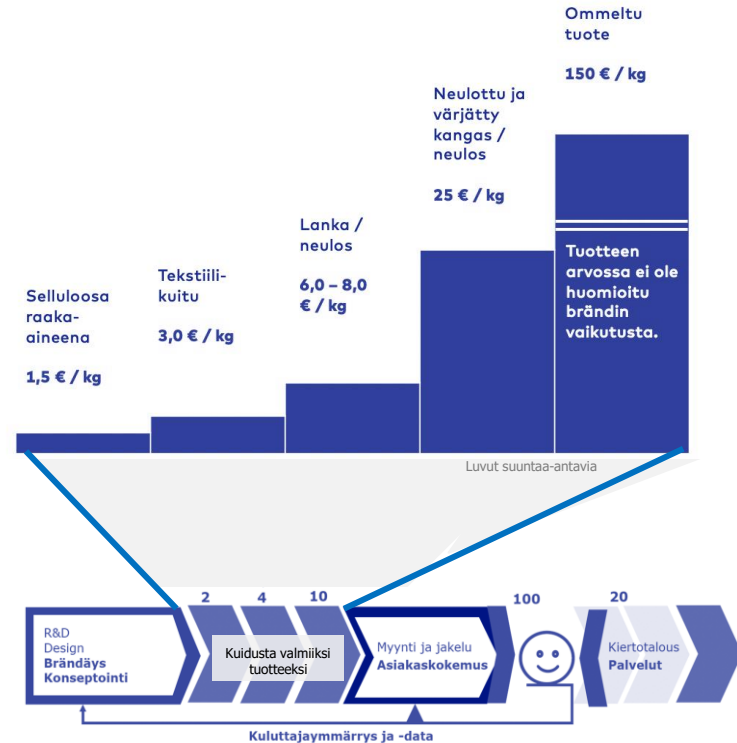 Ommeltu
tuote
150 € / kg
Neulottu ja
värjätty
kangas /
neulos
25 € / kg
Lanka /
neulos
6,0 – 8,0
€ / kg
Tekstiili-
kuitu
3,0 € / kg
Selluloosa
raaka-
aineena
1,5 € / kg
Tuotteen
arvossa ei ole
huomioitu
brändin
vaikutusta.
Luvut suuntaa-antavia
2
4
10
100
20
R&D
Design
Brändäys
Konseptointi
Kuidusta valmiiksi
tuotteeksi
Myynti ja jakelu
Asiakaskokemus
Kiertotalous
Palvelut
Kuluttajaymmärrys ja -data